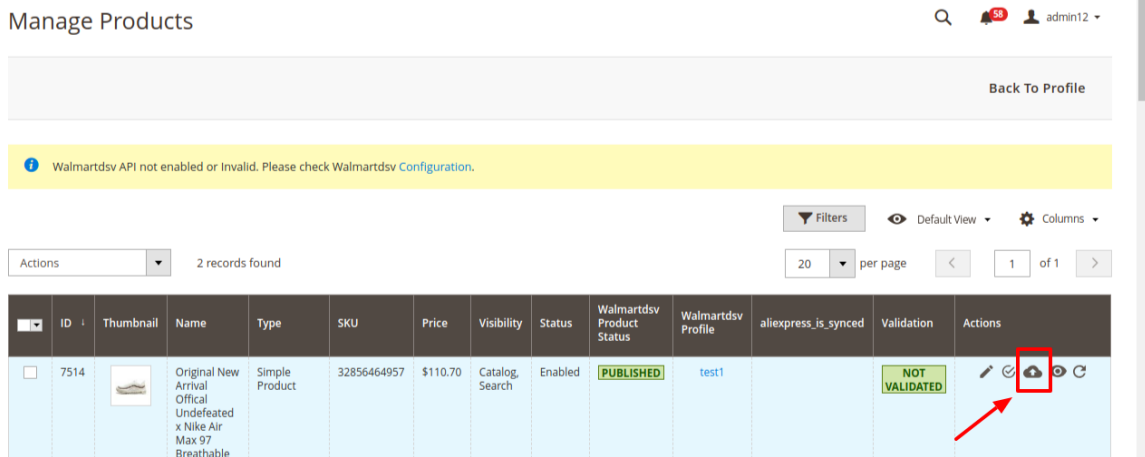 Manage Products
58
admin12
Back To Profile
Walmartdsv API not enabled or Invalid. Please check Walmartdsv Configuration.
Filters
Default View
Columns
Actions
2 records found
20
per page
1
of 1
ID
Thumbnail
Name
Type
SKU
Price
Visibility
Status
Walmartdsv
Product
Status
Walmartdsv
Profile
aliexpress_is_synced
Validation
Actions
7514
Original New
Arrival
Offical
Undefeated
x Nike Air
Max 97
Breathable
Simple
Product
32856464957
$110.70
Catalog,
Search
Enabled
PUBLISHED
test1
NOT
VALIDATED